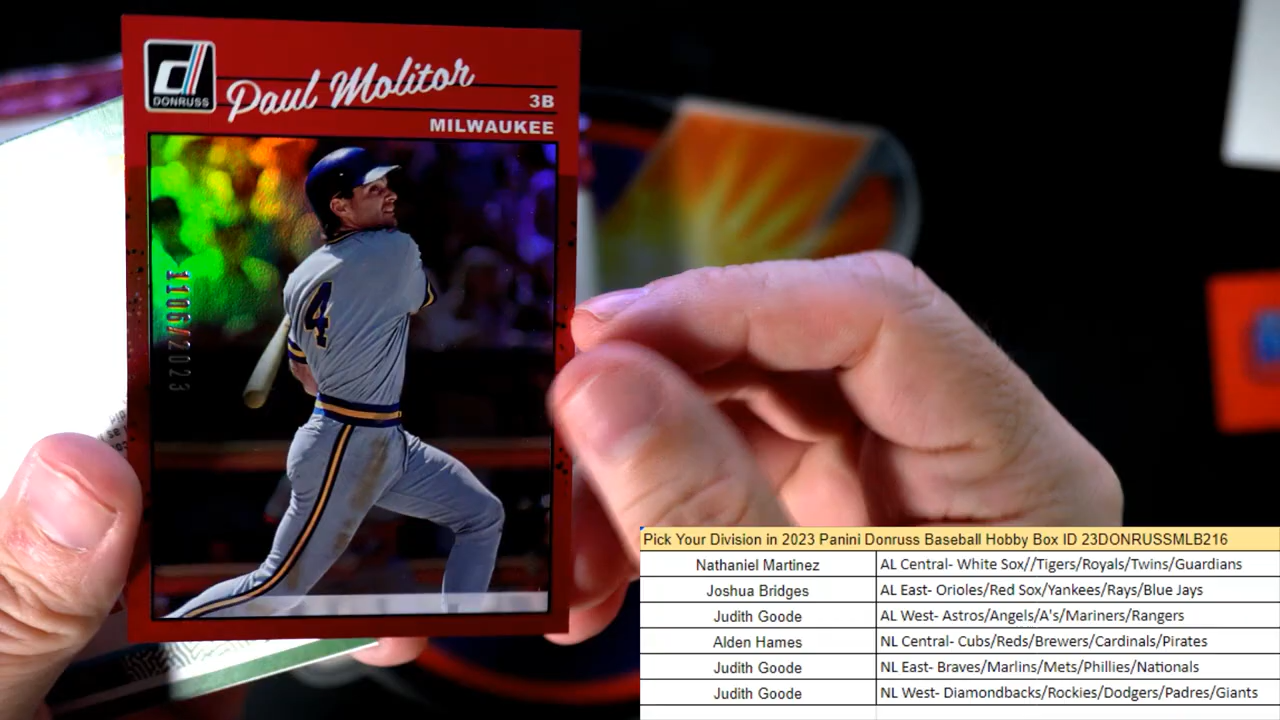 DONRUSS
Paul Molitor
3B
MILWAUKEE
4
Pick Your Division in 2023 Panini Donruss Baseball Hobby Box ID 23DONRUSSMLB216
Nathaniel Martinez AL Central- White Sox//Tigers/Royals/Twins/Guardians
Joshua Bridges AL East- Orioles/Red Sox/Yankees/Rays/Blue Jays
Judith Goode AL West- Astros/Angels/A's/Mariners/Rangers
Alden Hames NL Central- Cubs/Reds/Brewers/Cardinals/Pirates
Judith Goode NL East- Braves/Marlins/Mets/Phillies/Nationals
Judith Goode NL West- Diamondbacks/Rockies/Dodgers/Padres/Giants